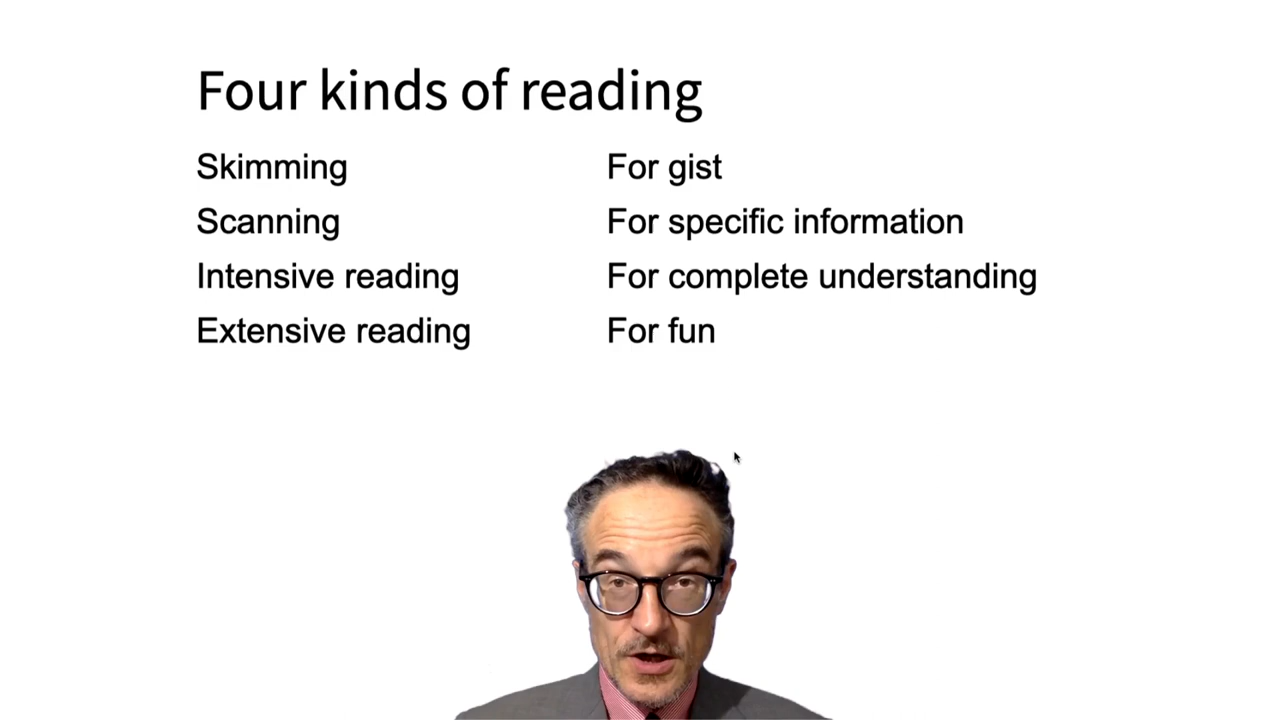 Four kinds of reading
Skimming For gist
Scanning For specific information
Intensive reading For complete understanding
Extensive reading For fun